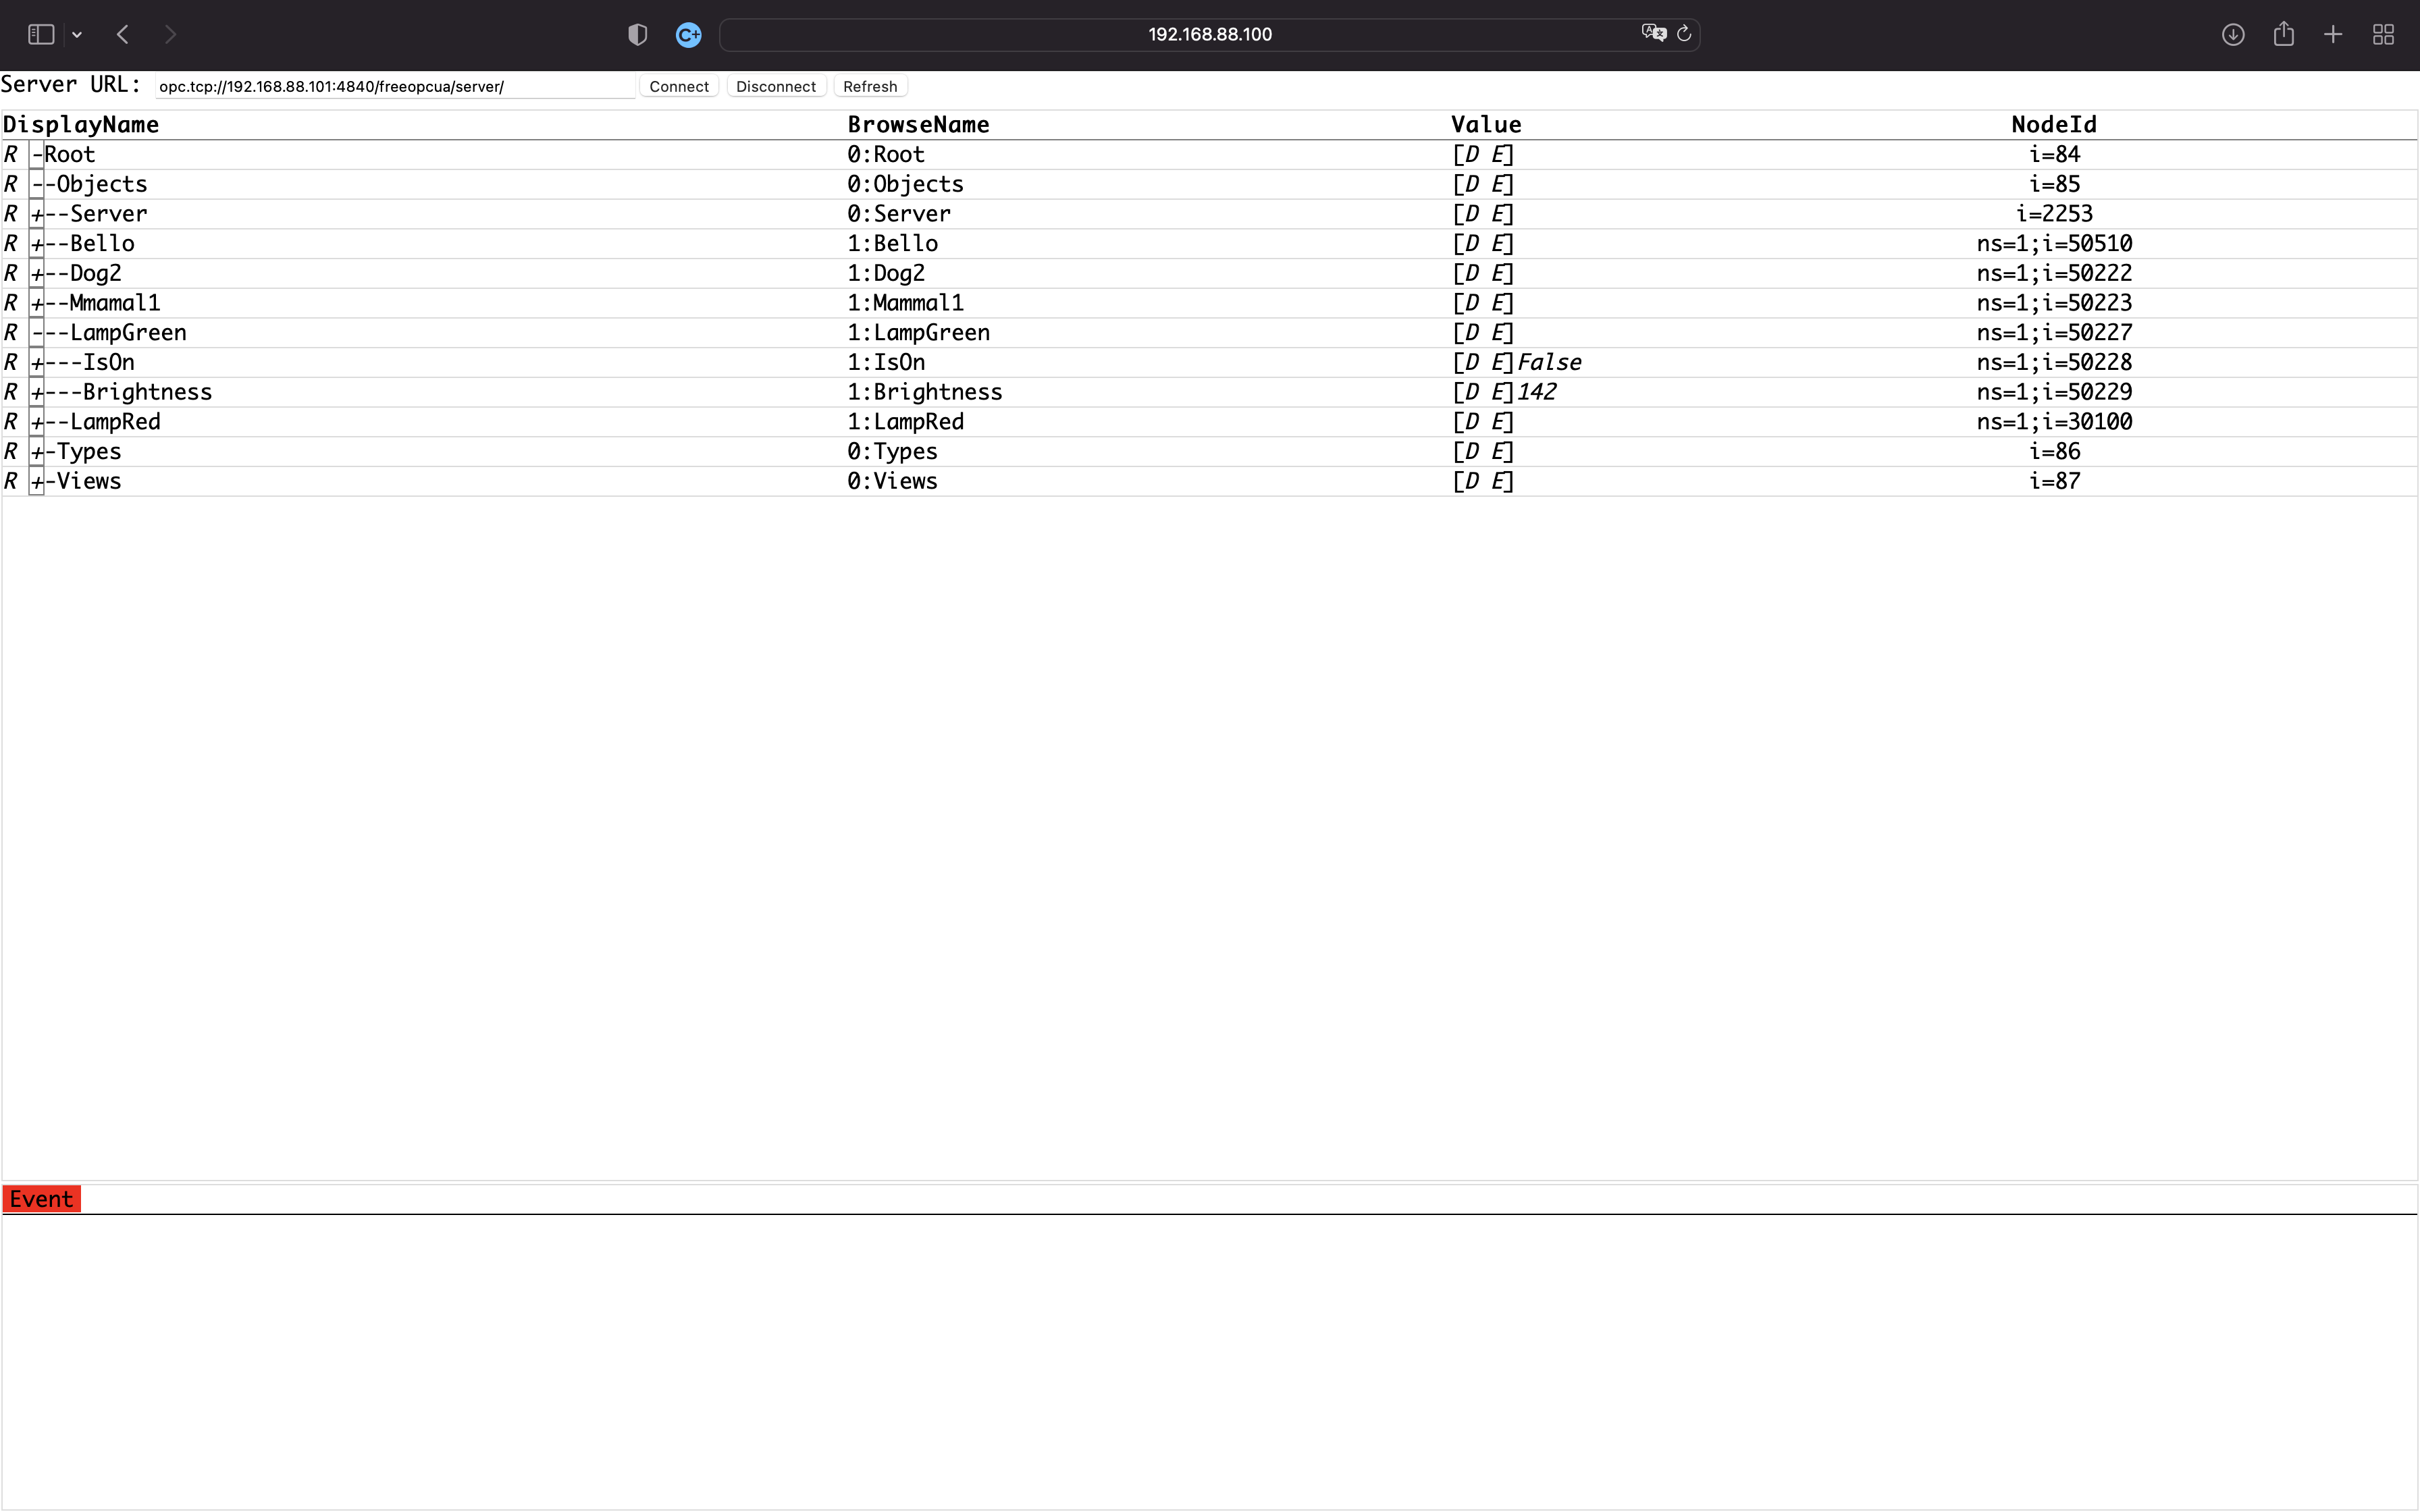 192.168.88.100
Server URL: opc.tcp://192.168.88.101:4840/freeopcua/server/ Connect Disconnect Refresh
DisplayName BrowseName Value NodeId
R -Root 0:Root [D E] i=84
R --Objects 0:Objects [D E] i=85
R +--Server 0:Server [D E] i=2253
R +--Bello 1:Bello [D E] ns=1;i=50510
R +--Dog2 1:Dog2 [D E] ns=1;i=50222
R +--Mmamal1 1:Mammal1 [D E] ns=1;i=50223
R ---LampGreen 1:LampGreen [D E] ns=1;i=50227
R +---IsOn 1:IsOn [D E]False ns=1;i=50228
R +---Brightness 1:Brightness [D E]142 ns=1;i=50229
R +--LampRed 1:LampRed [D E] ns=1;i=30100
R +-Types 0:Types [D E] i=86
R +-Views 0:Views [D E] i=87
Event